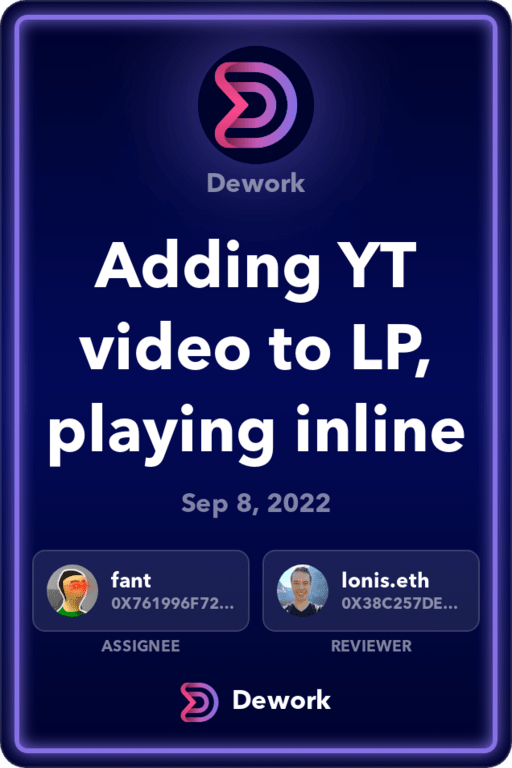 Dework
Adding YT
video to LP,
playing inline
Sep 8, 2022
fant
0X761996F72...
ASSIGNEE
lonis.eth
0X38C257DE...
REVIEWER
Dework